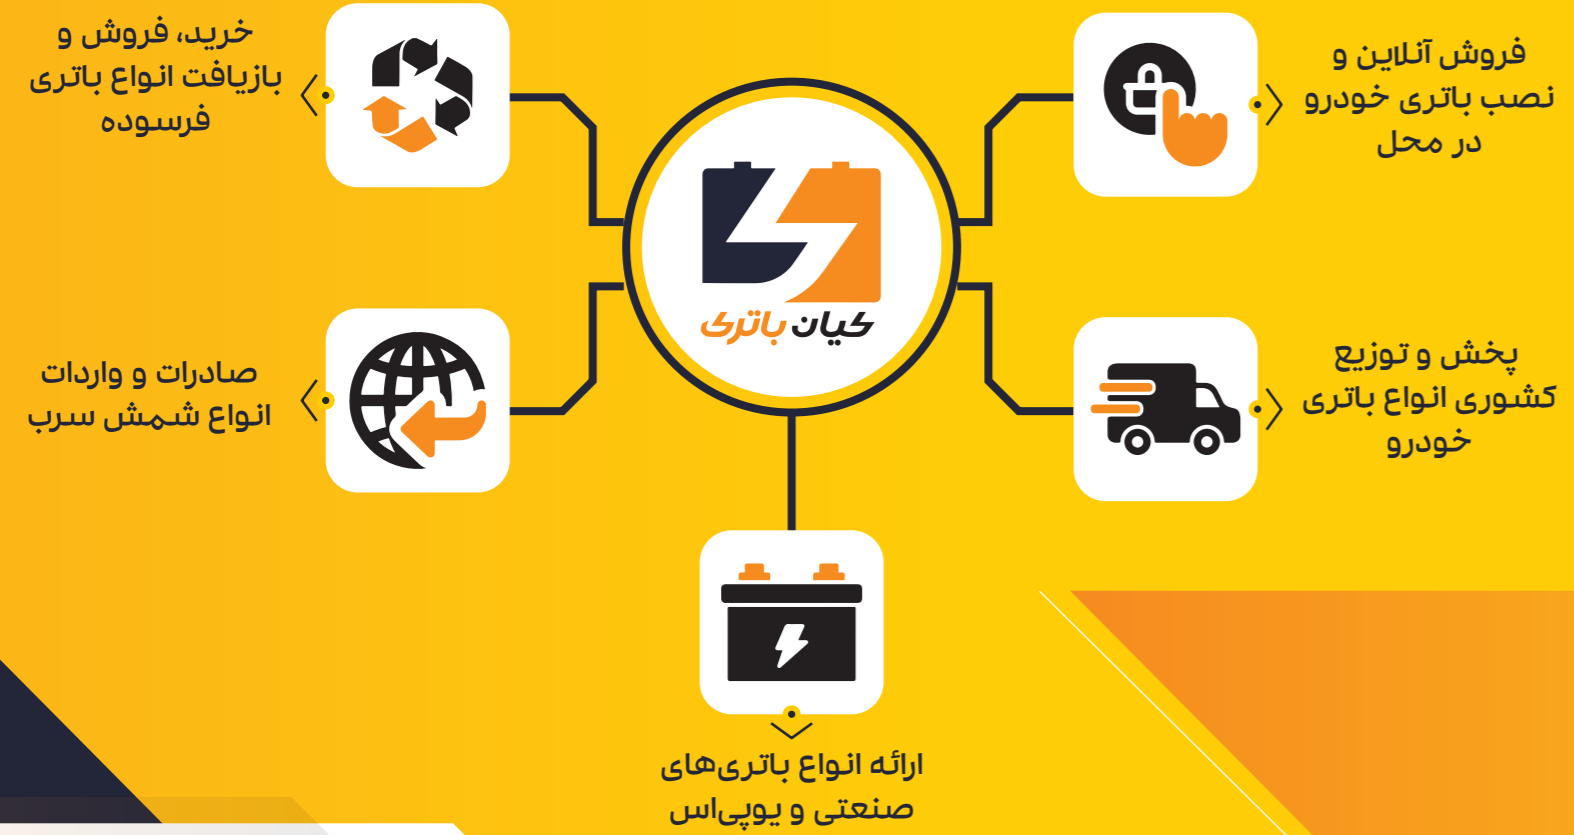 فروش آنلاین و
نصب باتری خودرو
در محل
خرید، فروش و
بازیافت انواع باتری
فرسوده
کیان باتری
پخش و توزیع
کشوری انواع باتری
خودرو
صادرات و واردات
انواع شمش سرب
ارائه انواع باتری‌های
صنعتی و یوپی‌اس